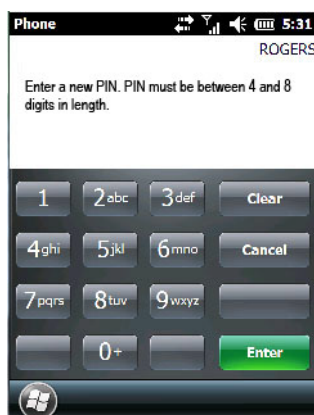 Phone 5:31
ROGERS
Enter a new PIN. PIN must be between 4 and 8
digits in length.
1 2abc 3def Clear
4ghi 5jkl 6mno Cancel
7pqrs 8tuv 9wxyz
0+ Enter